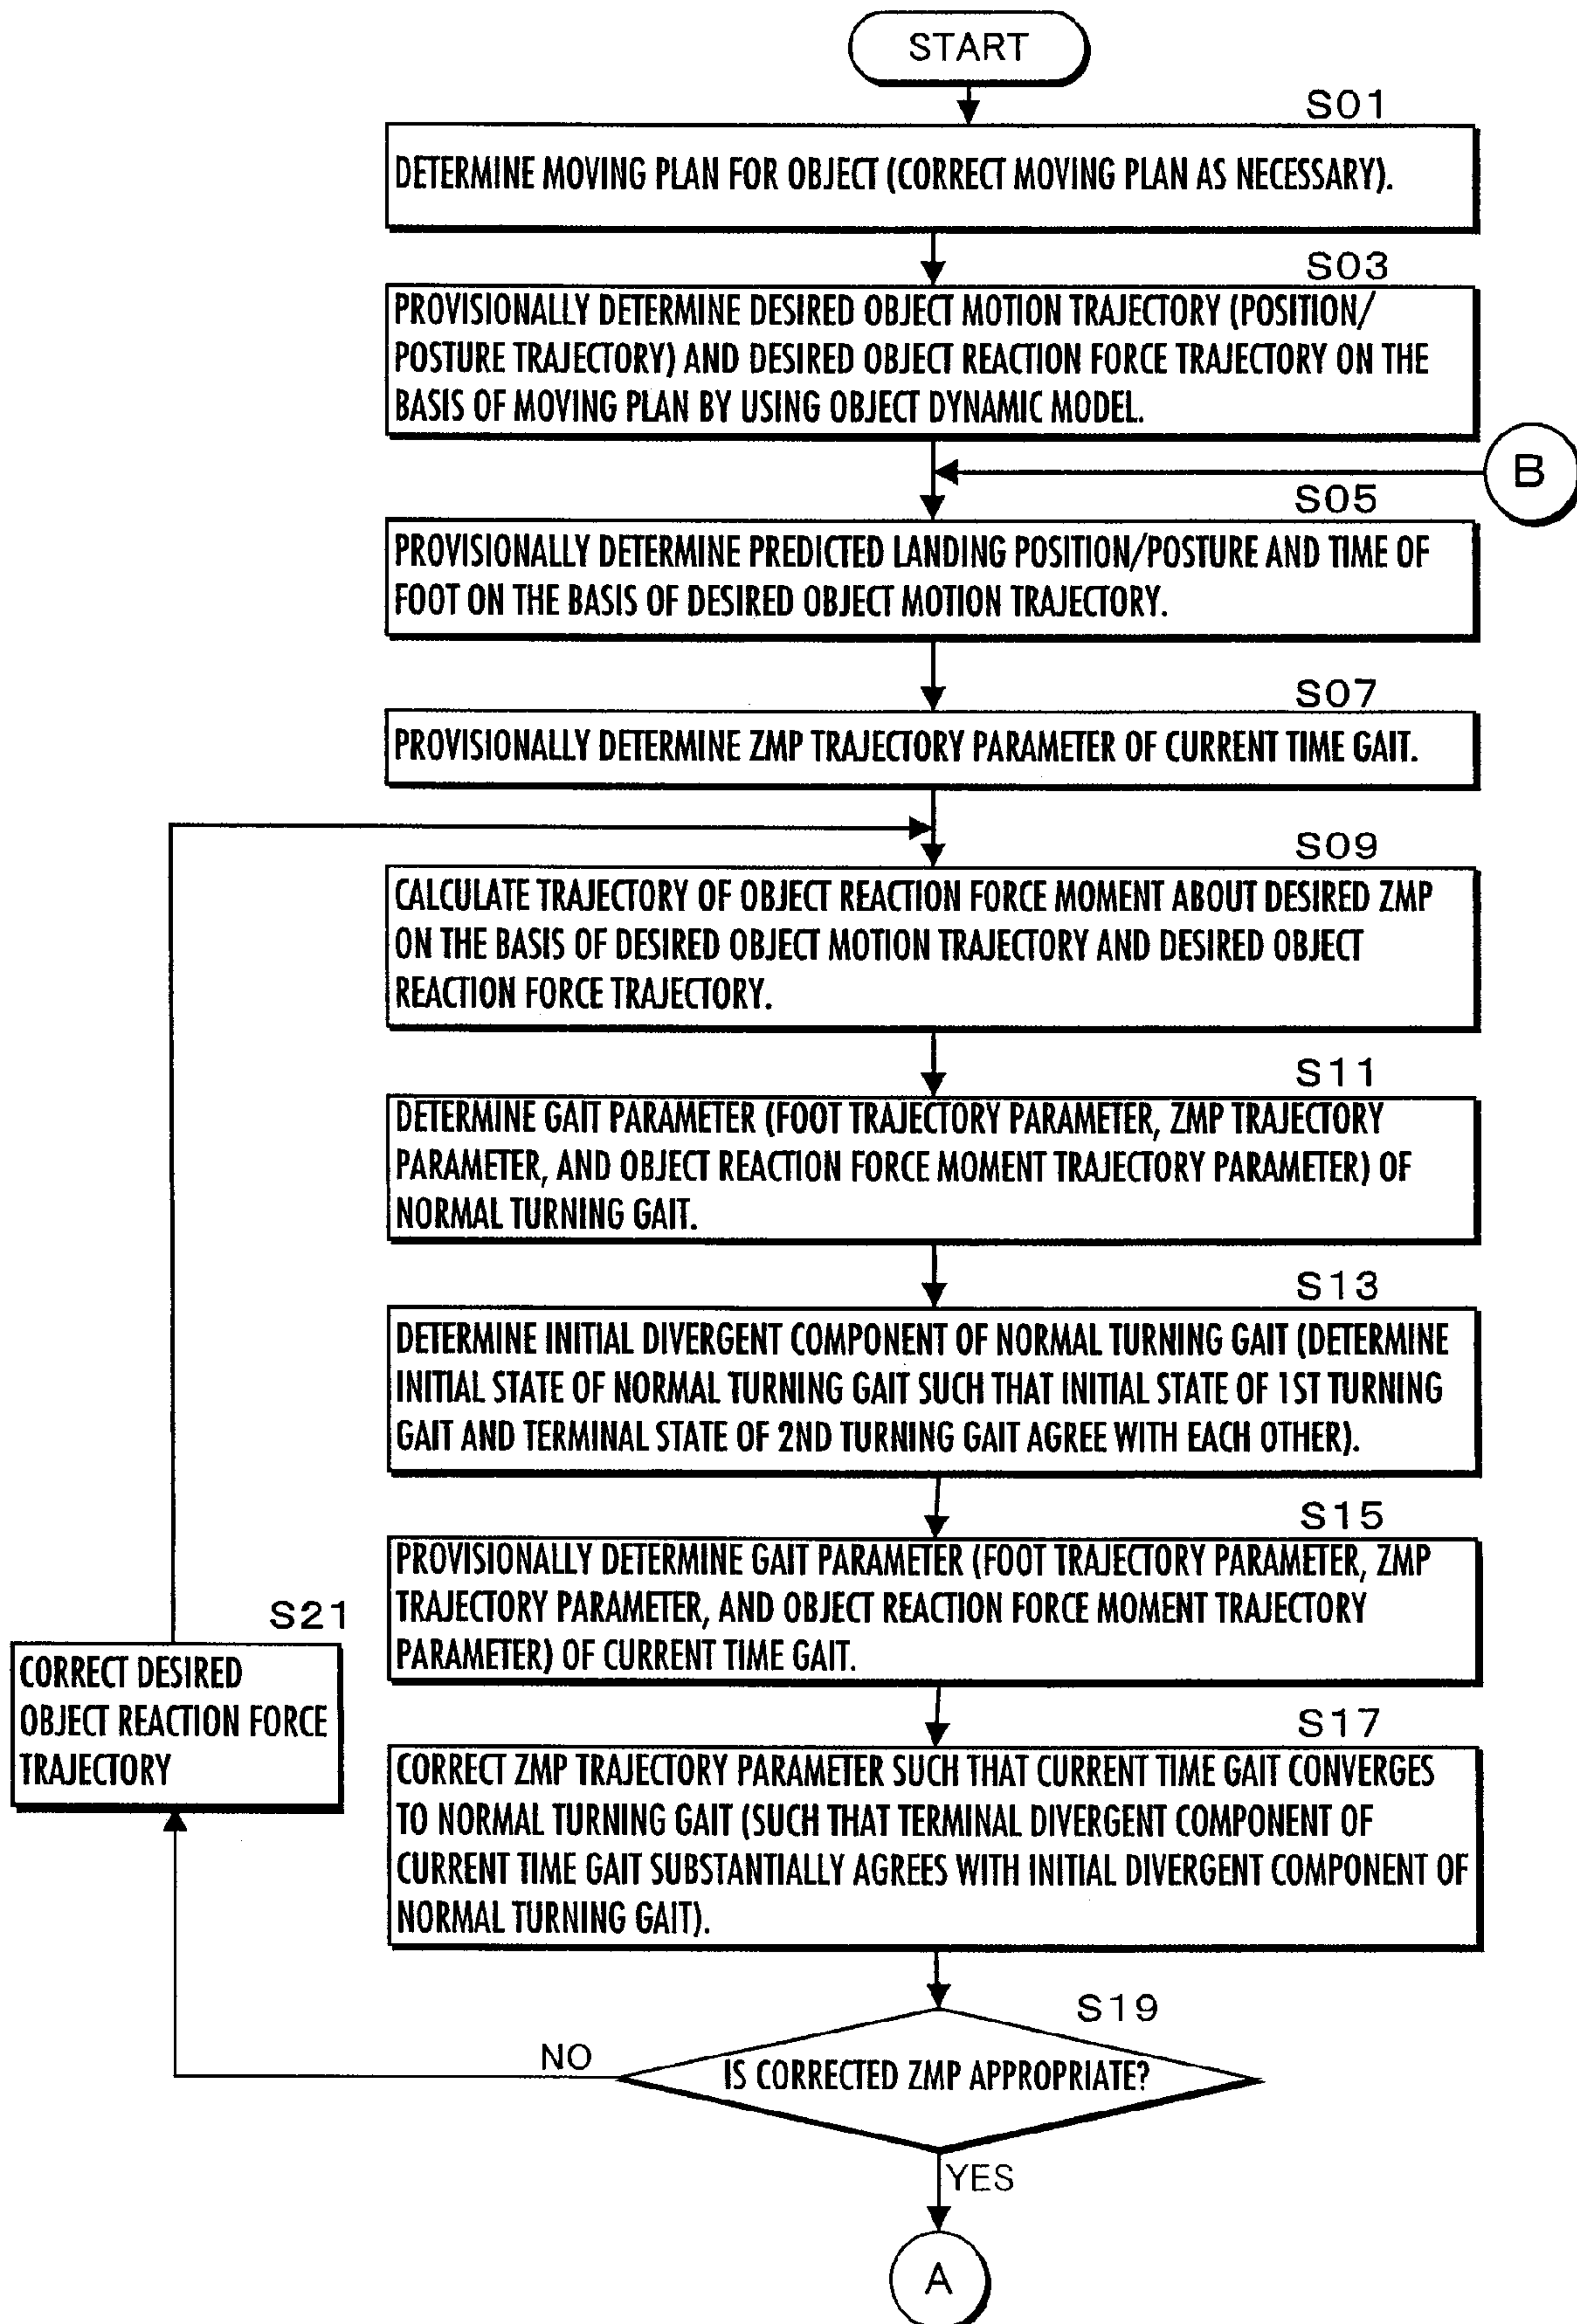 START
S01
DETERMINE MOVING PLAN FOR OBJECT (CORRECT MOVING PLAN AS NECESSARY).
S03
PROVISIONALLY DETERMINE DESIRED OBJECT MOTION TRAJECTORY (POSITION/
POSTURE TRAJECTORY) AND DESIRED OBJECT REACTION FORCE TRAJECTORY ON THE
BASIS OF MOVING PLAN BY USING OBJECT DYNAMIC MODEL.
B
S05
PROVISIONALLY DETERMINE PREDICTED LANDING POSITION/POSTURE AND TIME OF
FOOT ON THE BASIS OF DESIRED OBJECT MOTION TRAJECTORY.
S07
PROVISIONALLY DETERMINE ZMP TRAJECTORY PARAMETER OF CURRENT TIME GAIT.
S09
CALCULATE TRAJECTORY OF OBJECT REACTION FORCE MOMENT ABOUT DESIRED ZMP
ON THE BASIS OF DESIRED OBJECT MOTION TRAJECTORY AND DESIRED OBJECT
REACTION FORCE TRAJECTORY.
S11
DETERMINE GAIT PARAMETER (FOOT TRAJECTORY PARAMETER, ZMP TRAJECTORY
PARAMETER, AND OBJECT REACTION FORCE MOMENT TRAJECTORY PARAMETER) OF
NORMAL TURNING GAIT.
S13
DETERMINE INITIAL DIVERGENT COMPONENT OF NORMAL TURNING GAIT (DETERMINE
INITIAL STATE OF NORMAL TURNING GAIT SUCH THAT INITIAL STATE OF 1ST TURNING
GAIT AND TERMINAL STATE OF 2ND TURNING GAIT AGREE WITH EACH OTHER).
S15
PROVISIONALLY DETERMINE GAIT PARAMETER (FOOT TRAJECTORY PARAMETER, ZMP
TRAJECTORY PARAMETER, AND OBJECT REACTION FORCE MOMENT TRAJECTORY
PARAMETER) OF CURRENT TIME GAIT.
S21
CORRECT DESIRED
OBJECT REACTION FORCE
TRAJECTORY
S17
CORRECT ZMP TRAJECTORY PARAMETER SUCH THAT CURRENT TIME GAIT CONVERGES
TO NORMAL TURNING GAIT (SUCH THAT TERMINAL DIVERGENT COMPONENT OF
CURRENT TIME GAIT SUBSTANTIALLY AGREES WITH INITIAL DIVERGENT COMPONENT OF
NORMAL TURNING GAIT).
S19
NO
IS CORRECTED ZMP APPROPRIATE?
YES
A